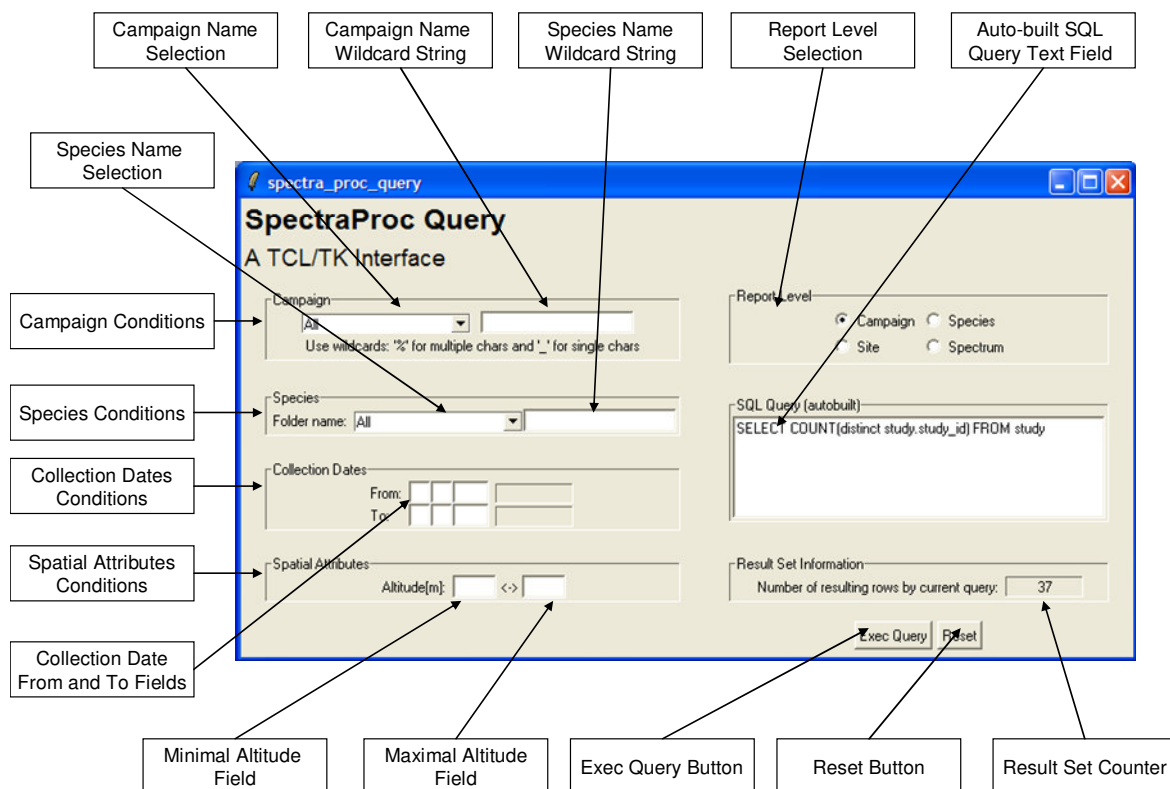 Campaign Name
Selection
Campaign Name
Wildcard String
Species Name
Wildcard String
Report Level
Selection
Auto-built SQL
Query Text Field
Species Name
Selection
spectra_proc_query
SpectraProc Query
A TCL/TK Interface
Campaign Conditions
Campaign
All
Use wildcards: '%' for multiple chars and '_' for single chars
Report Level
Campaign
Species
Site
Spectrum
Species Conditions
Species
Folder name:
All
SQL Query (autobuilt)
SELECT COUNT(distinct study.study_id) FROM study
Collection Dates
Conditions
Collection Dates
From:
To:
Spatial Attributes
Conditions
Spatial Attributes
Altitude[m]:
<->
Result Set Information
Number of resulting rows by current query:
37
Exec Query
Reset
Collection Date
From and To Fields
Minimal Altitude
Field
Maximal Altitude
Field
Exec Query Button
Reset Button
Result Set Counter